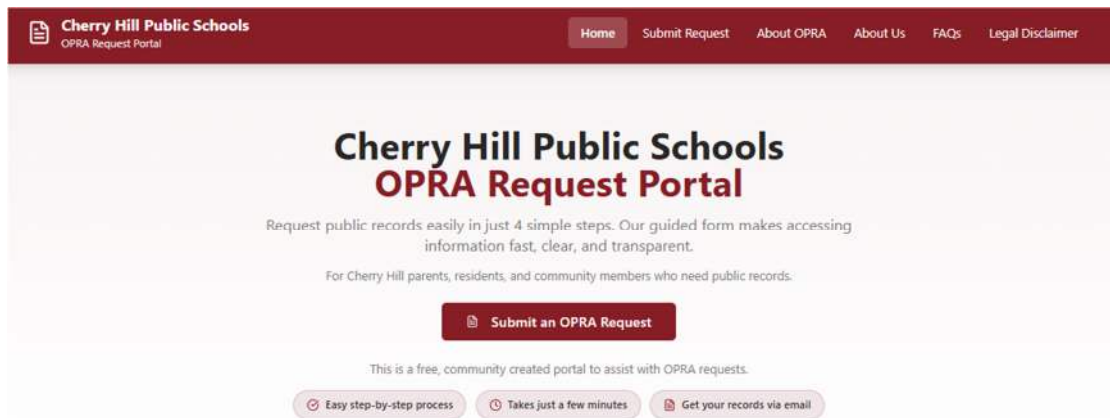 Cherry Hill Public Schools
OPRA Request Portal
Home Submit Request About OPRA About Us FAQs Legal Disclaimer
Cherry Hill Public Schools
OPRA Request Portal
Request public records easily in just 4 simple steps. Our guided form makes accessing
information fast, clear, and transparent.
For Cherry Hill parents, residents, and community members who need public records.
Submit an OPRA Request
This is a free, community created portal to assist with OPRA requests.
Easy step-by-step process Takes just a few minutes Get your records via email